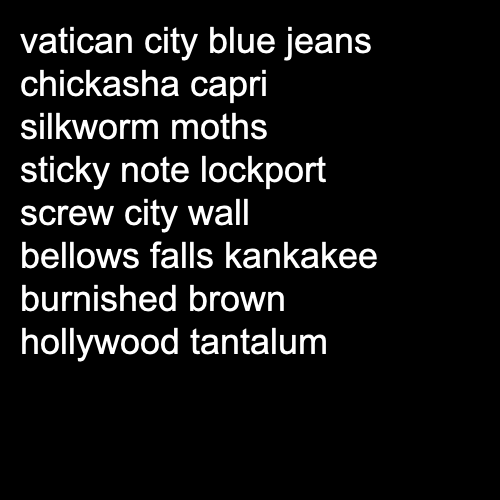 vatican city blue jeans
chickasha capri
silkworm moths
sticky note lockport
screw city wall
bellows falls kankakee
burnished brown
hollywood tantalum